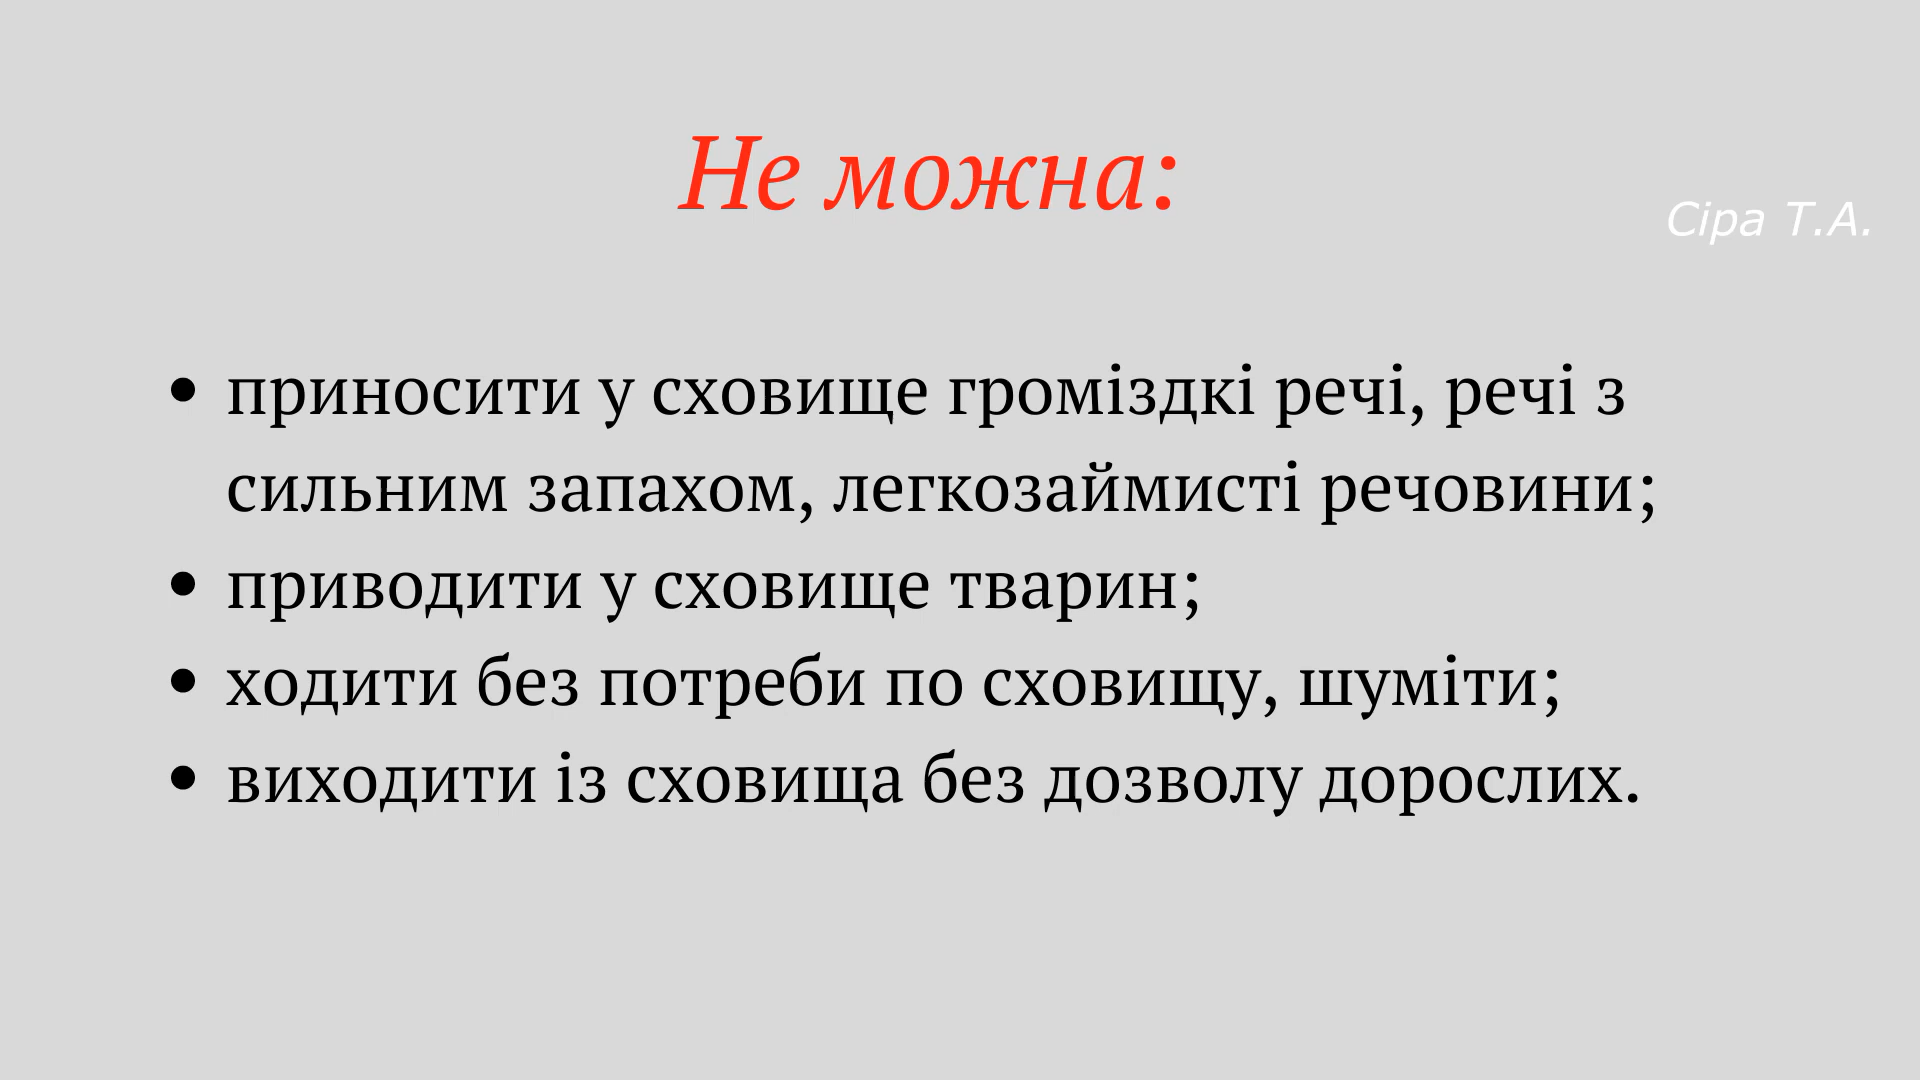 Не можна:
Сіра Т.А.
• приносити у сховище громіздкі речі, речі з
сильним запахом, легкозаймисті речовини;
• приводити у сховище тварин;
• ходити без потреби по сховищу, шуміти;
• виходити із сховища без дозволу дорослих.